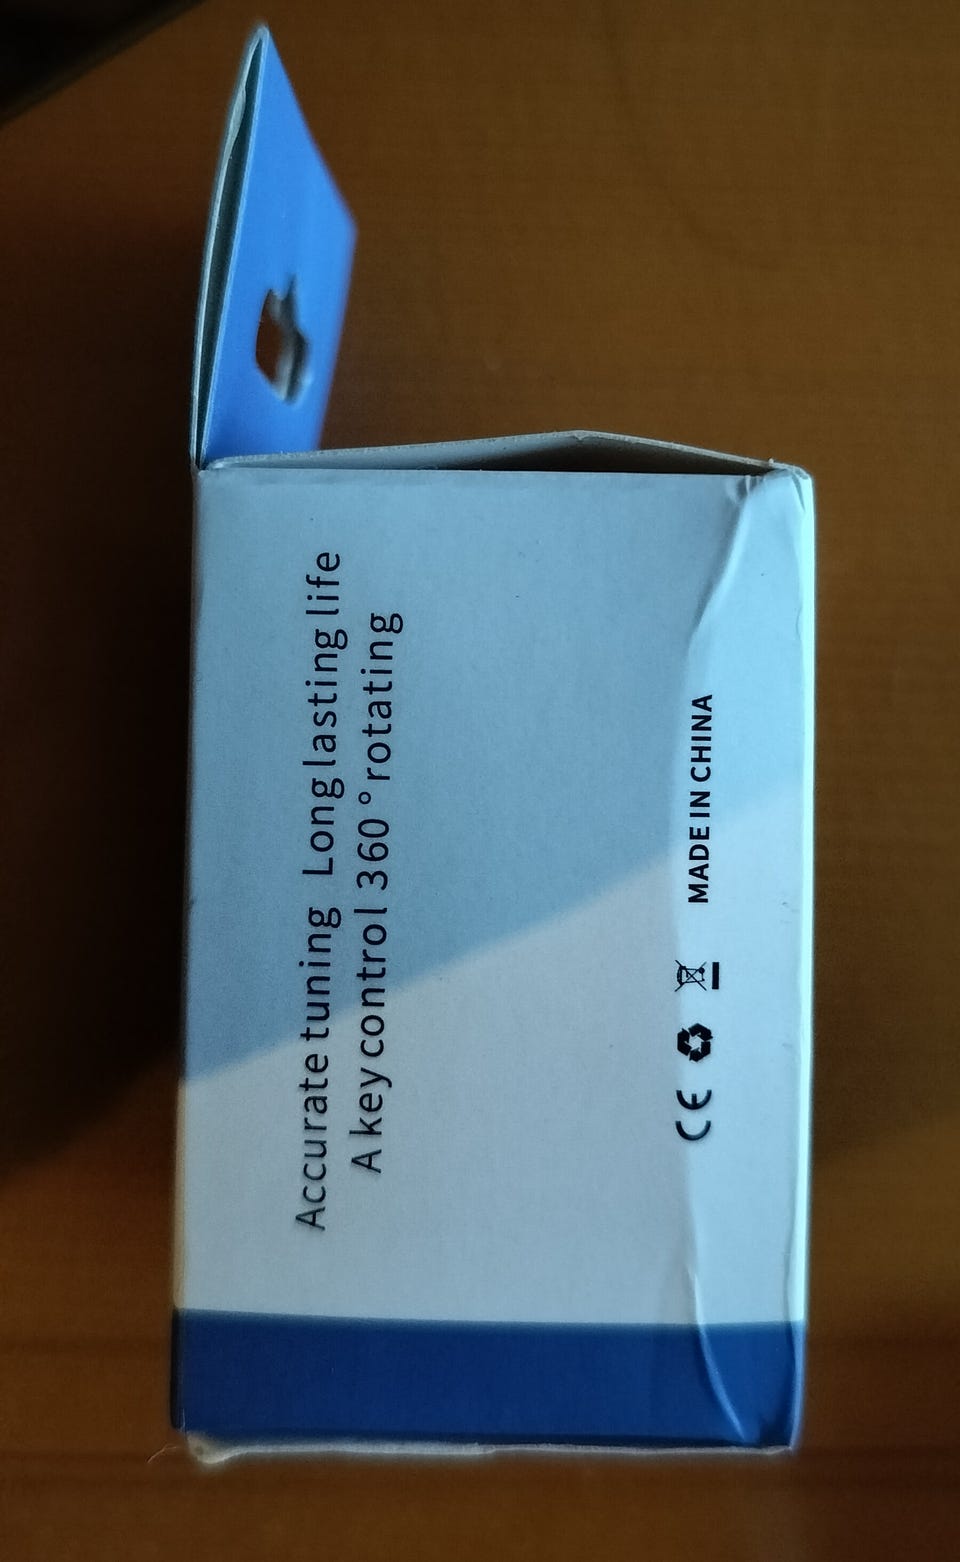 Accurate tuning Long lasting life
A key control 360° rotating
CE MADE IN CHINA